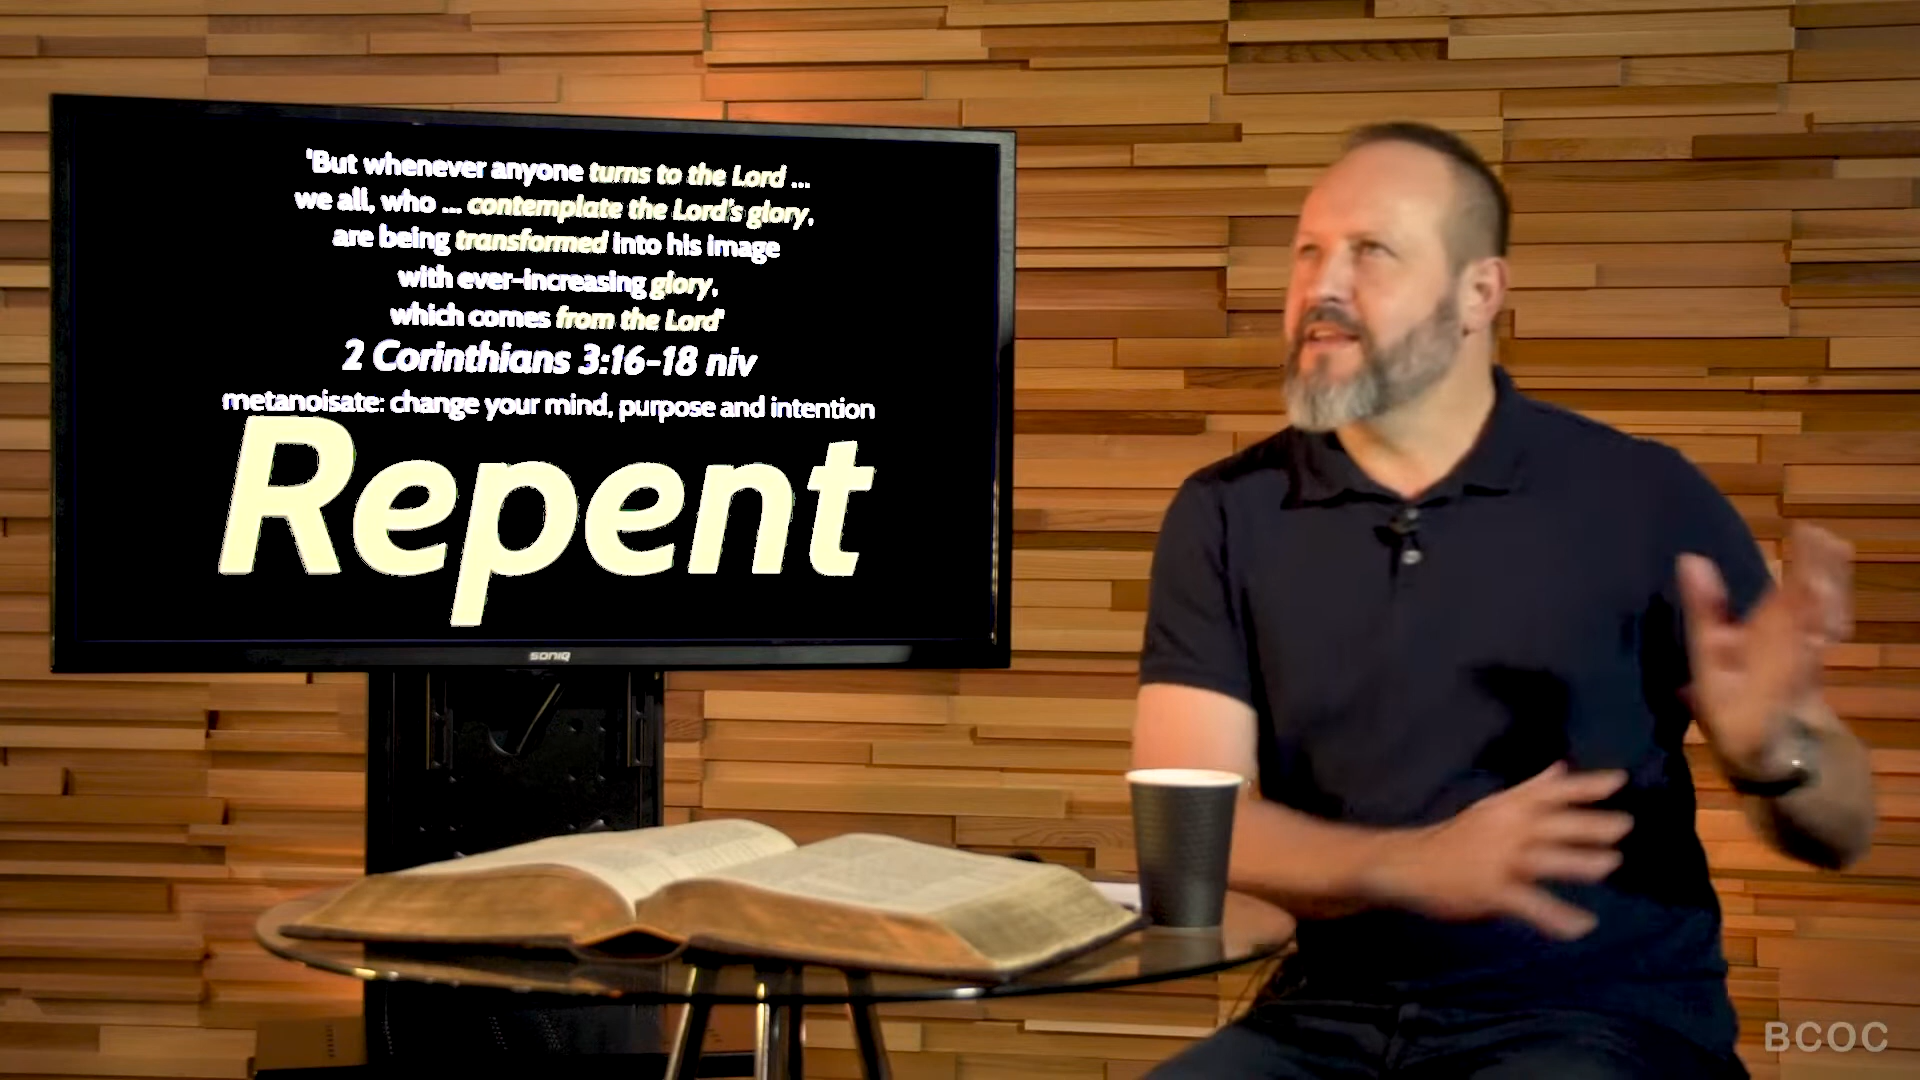 'But whenever anyone turns to the Lord ...
we all, who ... contemplate the Lord's glory,
are being transformed into his image
with ever-increasing glory,
which comes from the Lord'
2 Corinthians 3:16-18 niv
metanoisate: change your mind, purpose and intention
Repent
SONIQ
BCOC